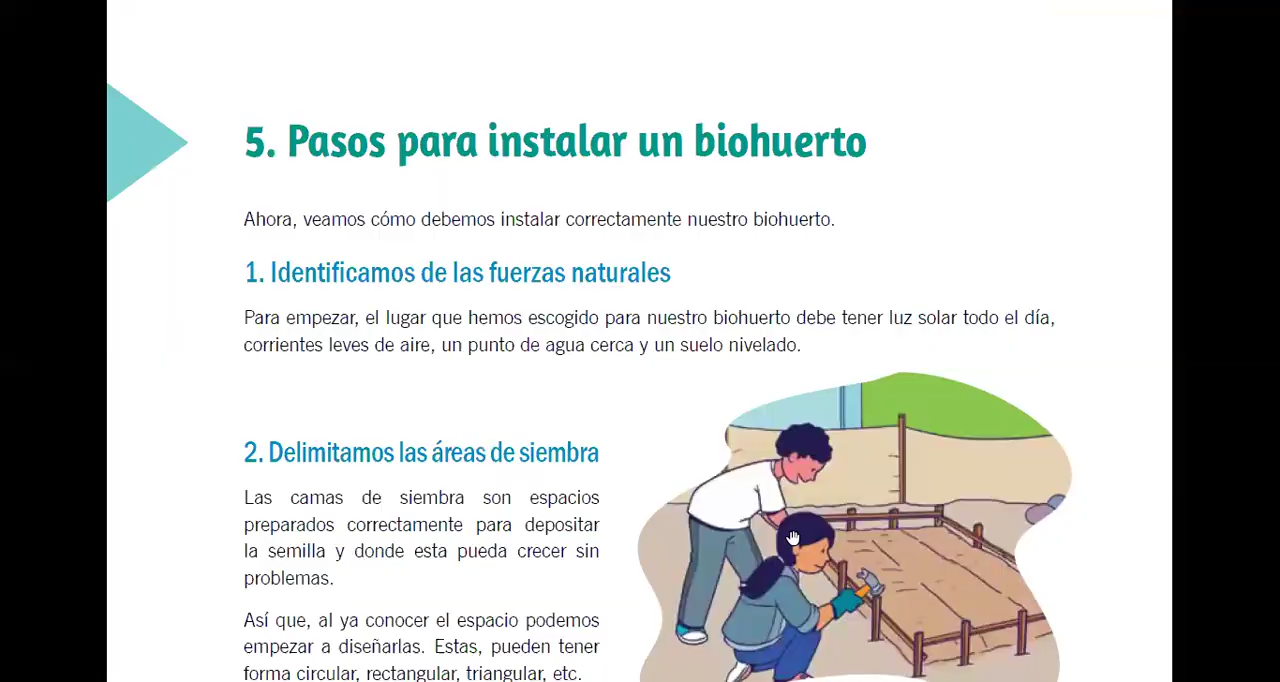 5. Pasos para instalar un biohuerto
Ahora, veamos cómo debemos instalar correctamente nuestro biohuerto.
1. Identificamos de las fuerzas naturales
Para empezar, el lugar que hemos escogido para nuestro biohuerto debe tener luz solar todo el día,
corrientes leves de aire, un punto de agua cerca y un suelo nivelado.
2. Delimitamos las áreas de siembra
Las camas de siembra son espacios
preparados correctamente para depositar
la semilla y donde esta pueda crecer sin
problemas.
Así que, al ya conocer el espacio podemos
empezar a diseñarlas. Estas, pueden tener
forma circular, rectangular, triangular, etc.